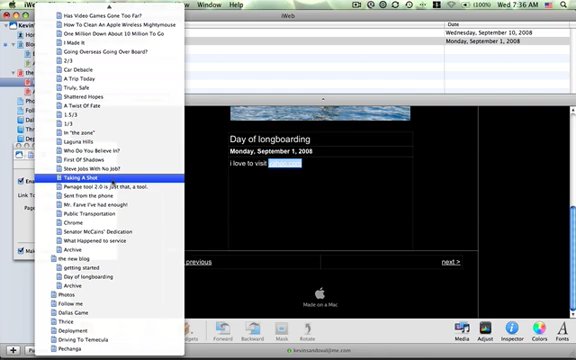 Window Help
(100%) Wed 7:36 AM
iWeb
Date
Wednesday, September 10, 2008
Monday, September 1, 2008
Has Video Games Gone Too Far?
How To Clean An Apple Wireless Mightymouse
One Million Down About 10 Million To Go
I Made It
Going Overseas Going Over Board?
2/3
Car Debacle
A Trip Today
Truly, Safe
Shattered Hopes
A Twist Of Fate
1.5/3
1/3
In "the zone"
Laguna Hills
Who Do You Believe In?
First Of Shadows
Steve Jobs With No Job?
Taking A Shot
Pwnage tool 2.0 is just that, a tool.
Sent from the phone
Mr. Farve I've had enough!
Public Transportation
Chrome
Senator McCains' Dedication
What Happened to service
Archive
the new blog
getting started
Day of longboarding
Archive
Photos
Follow me
Dallas Game
Thrice
Deployment
Driving To Temecula
Pechanga
Day of longboarding
Monday, September 1, 2008
i love to visit
previous
next >
Made on a Mac
Forward
Backward
Mask
Media
Adjust
Inspector
Colors
Fonts